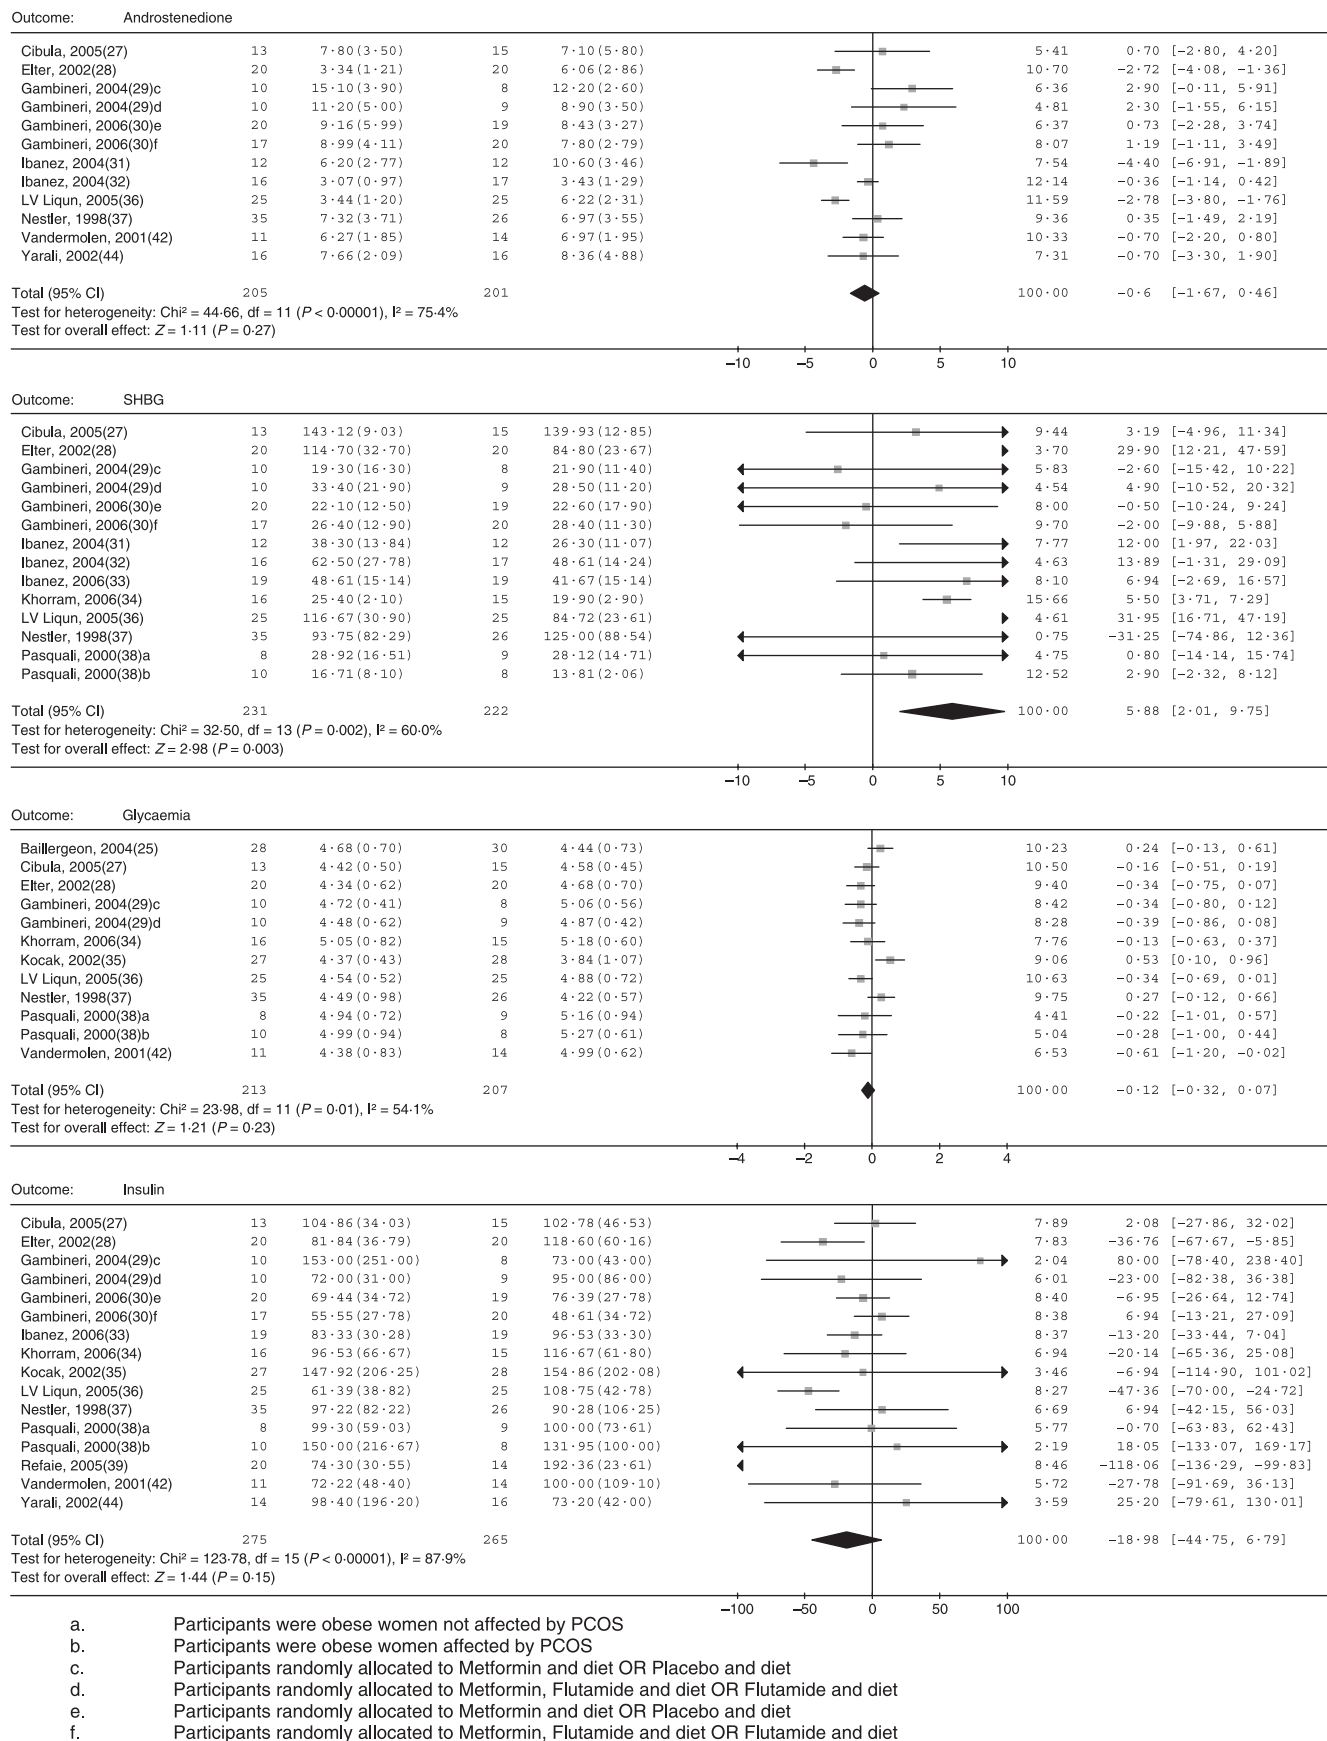 Outcome: Androstenedione
Cibula, 2005(27) 13 7·80(3·50) 15 7·10(5·80) 5·41 0·70 [-2·80, 4·20]
Elter, 2002(28) 20 3·34(1·21) 20 6·06(2·86) 10·70 -2·72 [-4·08, -1·36]
Gambineri, 2004(29)c 10 15·10(3·90) 8 12·20(2·60) 6·36 2·90 [-0·11, 5·91]
Gambineri, 2004(29)d 10 11·20(5·00) 9 8·90(3·50) 4·81 2·30 [-1·55, 6·15]
Gambineri, 2006(30)e 20 9·16(5·99) 19 8·43(3·27) 6·37 0·73 [-2·28, 3·74]
Gambineri, 2006(30)f 17 8·99(4·11) 20 7·80(2·79) 8·07 1·19 [-1·11, 3·49]
Ibanez, 2004(31) 12 6·20(2·77) 12 10·60(3·46) 7·54 -4·40 [-6·91, -1·89]
Ibanez, 2004(32) 16 3·07(0·97) 17 3·43(1·29) 12·14 -0·36 [-1·14, 0·42]
LV Liqun, 2005(36) 25 3·44(1·20) 25 6·22(2·31) 11·59 -2·78 [-3·80, -1·76]
Nestler, 1998(37) 35 7·32(3·71) 26 6·97(3·55) 9·36 0·35 [-1·49, 2·19]
Vandermolen, 2001(42) 11 6·27(1·85) 14 6·97(1·95) 10·33 -0·70 [-2·20, 0·80]
Yarali, 2002(44) 16 7·66(2·09) 16 8·36(4·88) 7·31 -0·70 [-3·30, 1·90]
Total (95% CI) 205 201 100·00 -0·6 [-1·67, 0·46]
Test for heterogeneity: Chi² = 44·66, df = 11 (P < 0·00001), I² = 75·4%
Test for overall effect: Z = 1·11 (P = 0·27)
−10 −5 0 5 10
Outcome: SHBG
Cibula, 2005(27) 13 143·12(9·03) 15 139·93(12·85) 9·44 3·19 [-4·96, 11·34]
Elter, 2002(28) 20 114·70(32·70) 20 84·80(23·67) 3·70 29·90 [12·21, 47·59]
Gambineri, 2004(29)c 10 19·30(16·30) 8 21·90(11·40) 5·83 -2·60 [-15·42, 10·22]
Gambineri, 2004(29)d 10 33·40(21·90) 9 28·50(11·20) 4·54 4·90 [-10·52, 20·32]
Gambineri, 2006(30)e 20 22·10(12·50) 19 22·60(17·90) 8·00 -0·50 [-10·24, 9·24]
Gambineri, 2006(30)f 17 26·40(12·90) 20 28·40(11·30) 9·70 -2·00 [-9·88, 5·88]
Ibanez, 2004(31) 12 38·30(13·84) 12 26·30(11·07) 7·77 12·00 [1·97, 22·03]
Ibanez, 2004(32) 16 62·50(27·78) 17 48·61(14·24) 4·63 13·89 [-1·31, 29·09]
Ibanez, 2006(33) 19 48·61(15·14) 19 41·67(15·14) 8·10 6·94 [-2·69, 16·57]
Khorram, 2006(34) 16 25·40(2·10) 15 19·90(2·90) 15·66 5·50 [3·71, 7·29]
LV Liqun, 2005(36) 25 116·67(30·90) 25 84·72(23·61) 4·61 31·95 [16·71, 47·19]
Nestler, 1998(37) 35 93·75(82·29) 26 125·00(88·54) 0·75 -31·25 [-74·86, 12·36]
Pasquali, 2000(38)a 8 28·92(16·51) 9 28·12(14·71) 4·75 0·80 [-14·14, 15·74]
Pasquali, 2000(38)b 10 16·71(8·10) 8 13·81(2·06) 12·52 2·90 [-2·32, 8·12]
Total (95% CI) 231 222 100·00 5·88 [2·01, 9·75]
Test for heterogeneity: Chi² = 32·50, df = 13 (P = 0·002), I² = 60·0%
Test for overall effect: Z = 2·98 (P = 0·003)
−10 −5 0 5 10
Outcome: Glycaemia
Baillergeon, 2004(25) 28 4·68(0·70) 30 4·44(0·73) 10·23 0·24 [-0·13, 0·61]
Cibula, 2005(27) 13 4·42(0·50) 15 4·58(0·45) 10·50 -0·16 [-0·51, 0·19]
Elter, 2002(28) 20 4·34(0·62) 20 4·68(0·70) 9·40 -0·34 [-0·75, 0·07]
Gambineri, 2004(29)c 10 4·72(0·41) 8 5·06(0·56) 8·42 -0·34 [-0·80, 0·12]
Gambineri, 2004(29)d 10 4·48(0·62) 9 4·87(0·42) 8·28 -0·39 [-0·86, 0·08]
Khorram, 2006(34) 16 5·05(0·82) 15 5·18(0·60) 7·76 -0·13 [-0·63, 0·37]
Kocak, 2002(35) 27 4·37(0·43) 28 3·84(1·07) 9·06 0·53 [0·10, 0·96]
LV Liqun, 2005(36) 25 4·54(0·52) 25 4·88(0·72) 10·63 -0·34 [-0·69, 0·01]
Nestler, 1998(37) 35 4·49(0·98) 26 4·22(0·57) 9·75 0·27 [-0·12, 0·66]
Pasquali, 2000(38)a 8 4·94(0·72) 9 5·16(0·94) 4·41 -0·22 [-1·01, 0·57]
Pasquali, 2000(38)b 10 4·99(0·94) 8 5·27(0·61) 5·04 -0·28 [-1·00, 0·44]
Vandermolen, 2001(42) 11 4·38(0·83) 14 4·99(0·62) 6·53 -0·61 [-1·20, -0·02]
Total (95% CI) 213 207 100·00 -0·12 [-0·32, 0·07]
Test for heterogeneity: Chi² = 23·98, df = 11 (P = 0·01), I² = 54·1%
Test for overall effect: Z = 1·21 (P = 0·23)
−4 −2 0 2 4
Outcome: Insulin
Cibula, 2005(27) 13 104·86(34·03) 15 102·78(46·53) 7·89 2·08 [-27·86, 32·02]
Elter, 2002(28) 20 81·84(36·79) 20 118·60(60·16) 7·83 -36·76 [-67·67, -5·85]
Gambineri, 2004(29)c 10 153·00(251·00) 8 73·00(43·00) 2·04 80·00 [-78·40, 238·40]
Gambineri, 2004(29)d 10 72·00(31·00) 9 95·00(86·00) 6·01 -23·00 [-82·38, 36·38]
Gambineri, 2006(30)e 20 69·44(34·72) 19 76·39(27·78) 8·40 -6·95 [-26·64, 12·74]
Gambineri, 2006(30)f 17 55·55(27·78) 20 48·61(34·72) 8·38 6·94 [-13·21, 27·09]
Ibanez, 2006(33) 19 83·33(30·28) 19 96·53(33·30) 8·37 -13·20 [-33·44, 7·04]
Khorram, 2006(34) 16 96·53(66·67) 15 116·67(61·80) 6·94 -20·14 [-65·36, 25·08]
Kocak, 2002(35) 27 147·92(206·25) 28 154·86(202·08) 3·46 -6·94 [-114·90, 101·02]
LV Liqun, 2005(36) 25 61·39(38·82) 25 108·75(42·78) 8·27 -47·36 [-70·00, -24·72]
Nestler, 1998(37) 35 97·22(82·22) 26 90·28(106·25) 6·69 6·94 [-42·15, 56·03]
Pasquali, 2000(38)a 8 99·30(59·03) 9 100·00(73·61) 5·77 -0·70 [-63·83, 62·43]
Pasquali, 2000(38)b 10 150·00(216·67) 8 131·95(100·00) 2·19 18·05 [-133·07, 169·17]
Refaie, 2005(39) 20 74·30(30·55) 14 192·36(23·61) 8·46 -118·06 [-136·29, -99·83]
Vandermolen, 2001(42) 11 72·22(48·40) 14 100·00(109·10) 5·72 -27·78 [-91·69, 36·13]
Yarali, 2002(44) 14 98·40(196·20) 16 73·20(42·00) 3·59 25·20 [-79·61, 130·01]
Total (95% CI) 275 265 100·00 -18·98 [-44·75, 6·79]
Test for heterogeneity: Chi² = 123·78, df = 15 (P < 0·00001), I² = 87·9%
Test for overall effect: Z = 1·44 (P = 0·15)
−100 −50 0 50 100
a. Participants were obese women not affected by PCOS
b. Participants were obese women affected by PCOS
c. Participants randomly allocated to Metformin and diet OR Placebo and diet
d. Participants randomly allocated to Metformin, Flutamide and diet OR Flutamide and diet
e. Participants randomly allocated to Metformin and diet OR Placebo and diet
f. Participants randomly allocated to Metformin, Flutamide and diet OR Flutamide and diet